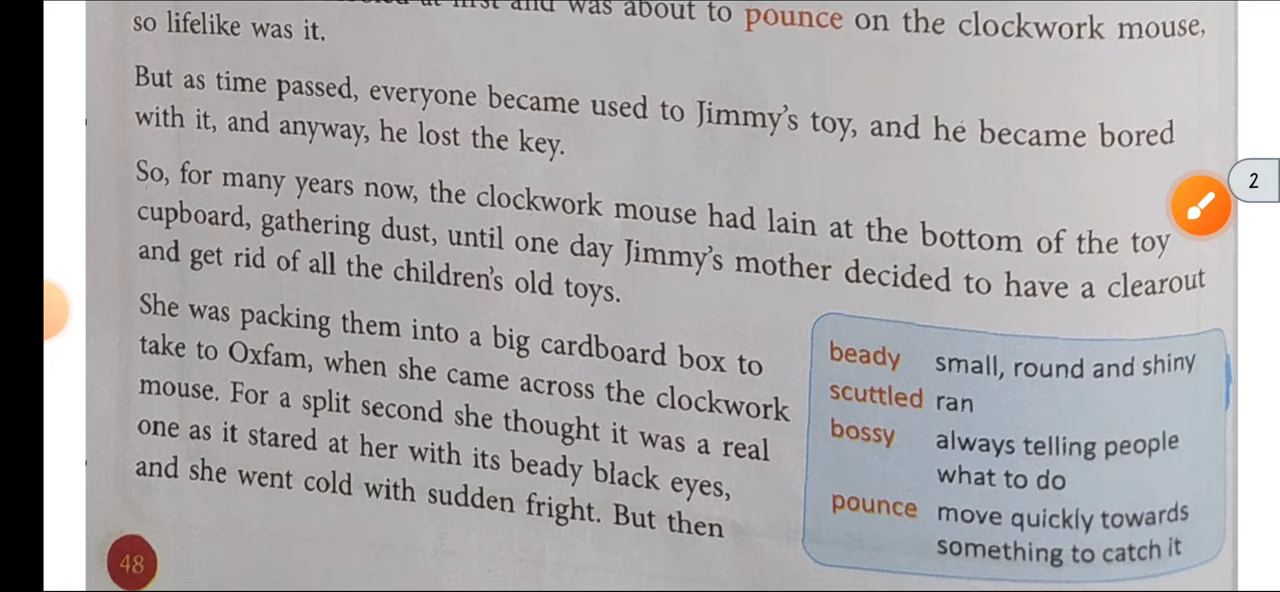 at first and was about to pounce on the clockwork mouse,
so lifelike was it.
But as time passed, everyone became used to Jimmy's toy, and he became bored
with it, and anyway, he lost the key.
So, for many years now, the clockwork mouse had lain at the bottom of the toy
cupboard, gathering dust, until one day Jimmy's mother decided to have a clearout
and get rid of all the children's old toys.
She was packing them into a big cardboard box to
take to Oxfam, when she came across the clockwork
mouse. For a split second she thought it was a real
one as it stared at her with its beady black eyes,
and she went cold with sudden fright. But then
beady small, round and shiny
scuttled ran
bossy always telling people
what to do
pounce move quickly towards
something to catch it
48
2